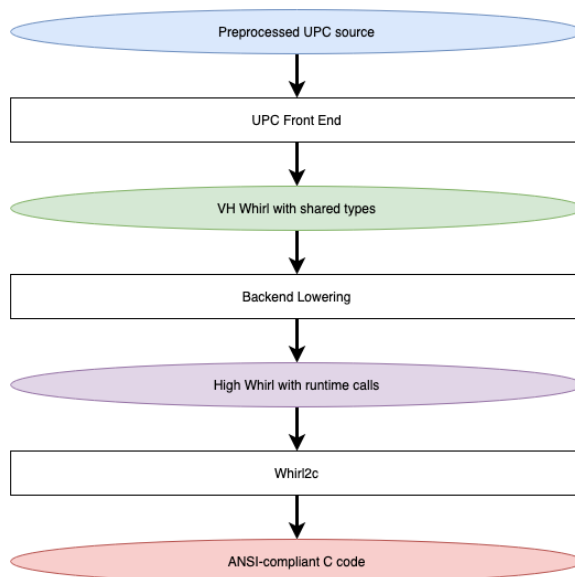 Preprocessed UPC source
UPC Front End
VH Whirl with shared types
Backend Lowering
High Whirl with runtime calls
Whirl2c
ANSI-compliant C code